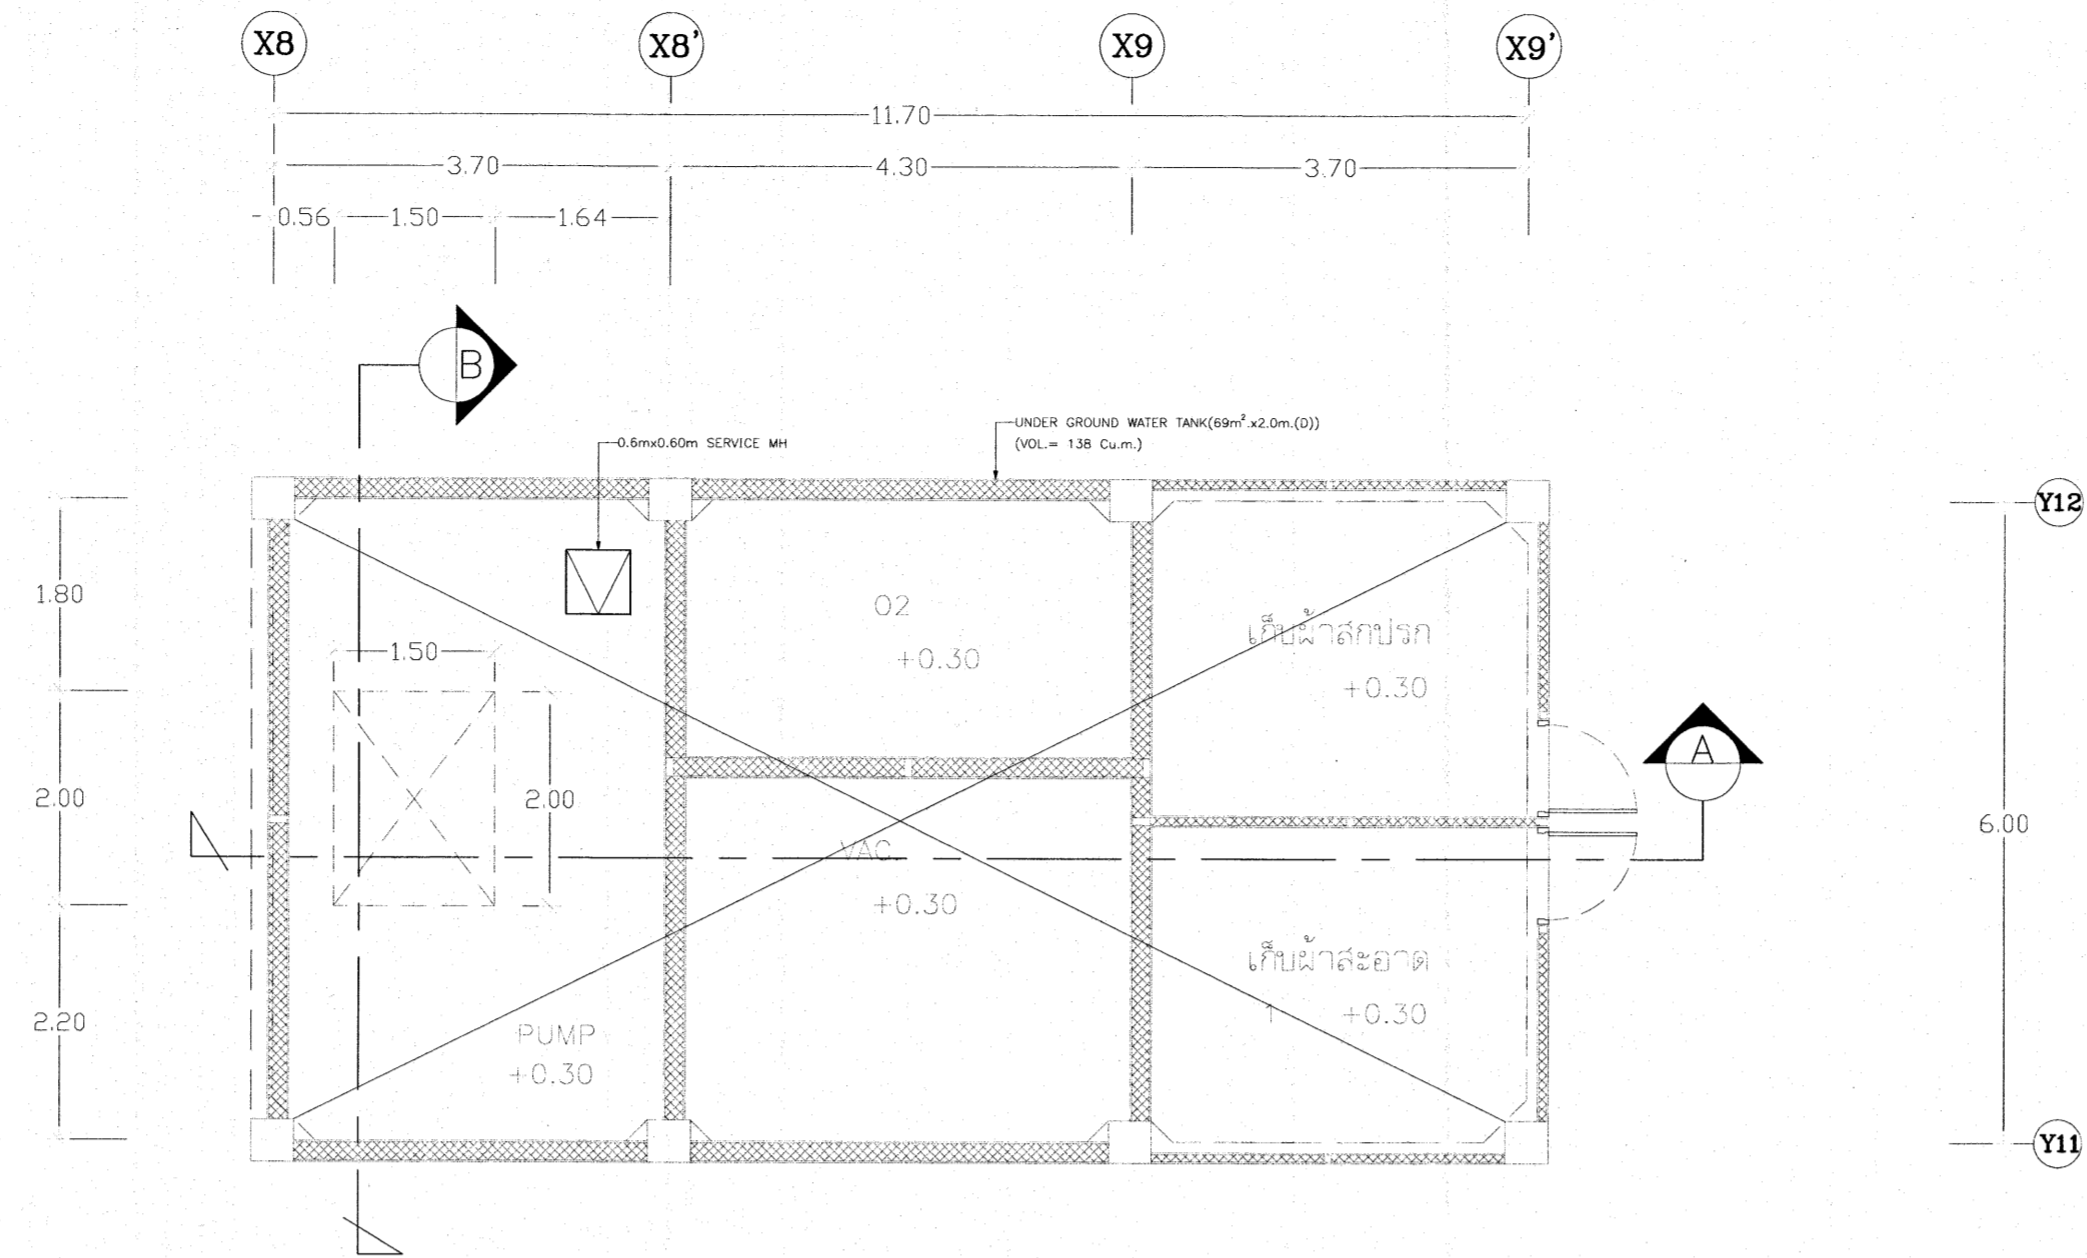 X8 X8' X9 X9'
11.70
3.70 4.30 3.70
0.56 1.50 1.64
B
UNDER GROUND WATER TANK(69m².x2.0m.(D))
(VOL.= 138 Cu.m.)
0.6mx0.60m SERVICE MH
Y12
1.80
O2
+0.30
เก็บผ้าสกปรก
+0.30
1.50
A
2.00
2.00
6.00
VAC.
+0.30
เก็บผ้าสะอาด
1 +0.30
2.20
PUMP
+0.30
Y11